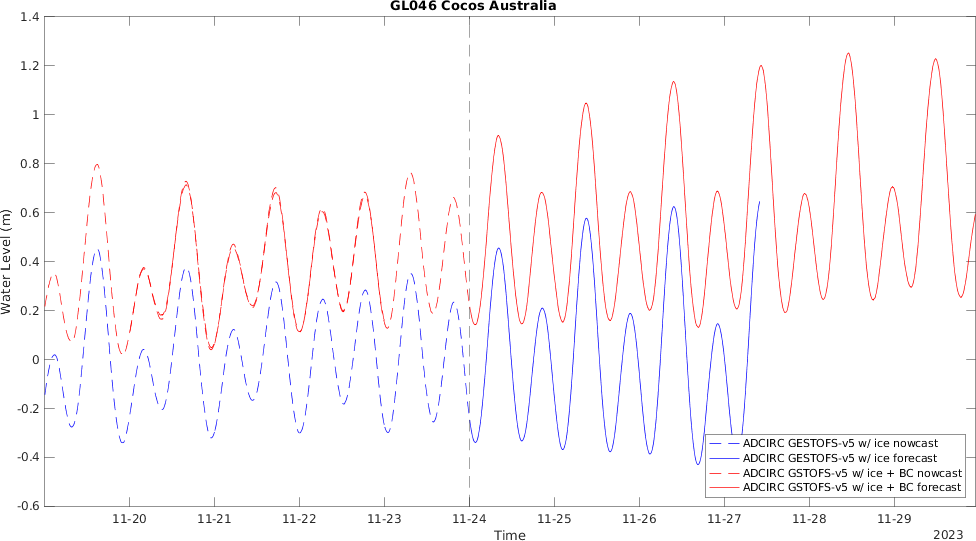 GL046 Cocos Australia
1.4
1.2
1
0.8
0.6
0.4
0.2
0
-0.2
-0.4
-0.6
Water Level (m)
ADCIRC GESTOFS-v5 w/ ice nowcast
ADCIRC GESTOFS-v5 w/ ice forecast
ADCIRC GSTOFS-v5 w/ ice + BC nowcast
ADCIRC GSTOFS-v5 w/ ice + BC forecast
11-20 11-21 11-22 11-23 11-24 11-25 11-26 11-27 11-28 11-29
Time 2023